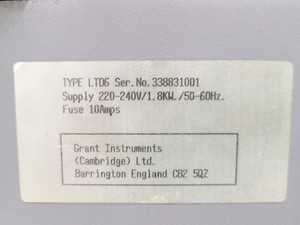 TYPE LTD6 Ser.No.338831001
Supply 220-240V/1.8KW./50-60Hz.
Fuse 10Amps
Grant Instruments
(Cambridge) Ltd.
Barrington England CB2 5QZ